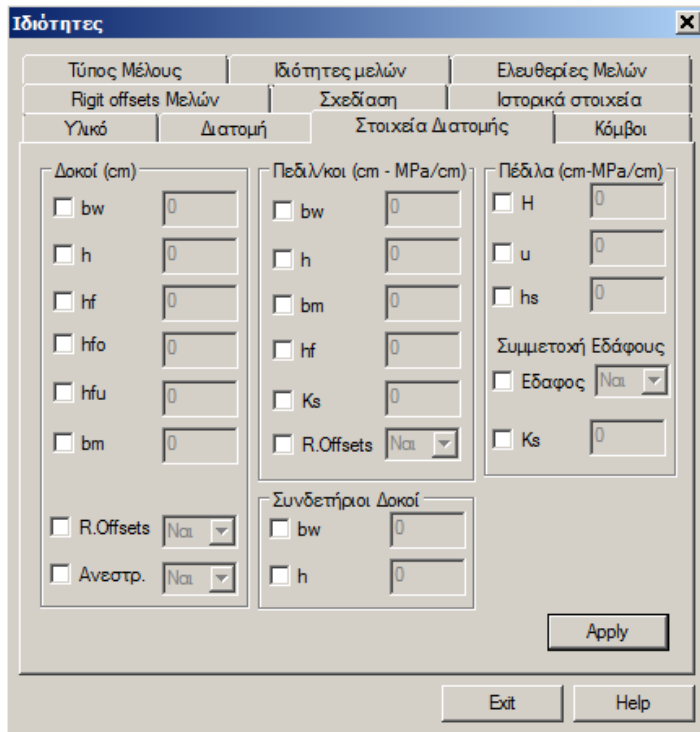 Ιδιότητες
Τύπος Μέλους Ιδιότητες μελών Ελευθερίες Μελών
Rigit offsets Μελών Σχεδίαση Ιστορικά στοιχεία
Υλικό Διατομή Στοιχεία Διατομής Κόμβοι
Δοκοί (cm)
bw 0
h 0
hf 0
hfo 0
hfu 0
bm 0
R.Offsets Ναι
Ανεστρ. Ναι
Πεδιλ/κοι (cm - MPa/cm)
bw 0
h 0
bm 0
hf 0
Ks 0
R.Offsets Ναι
Συνδετήριοι Δοκοί
bw 0
h 0
Πέδιλα (cm-MPa/cm)
H 0
u 0
hs 0
Συμμετοχή Εδάφους
Εδαφος Ναι
Ks 0
Apply
Exit Help